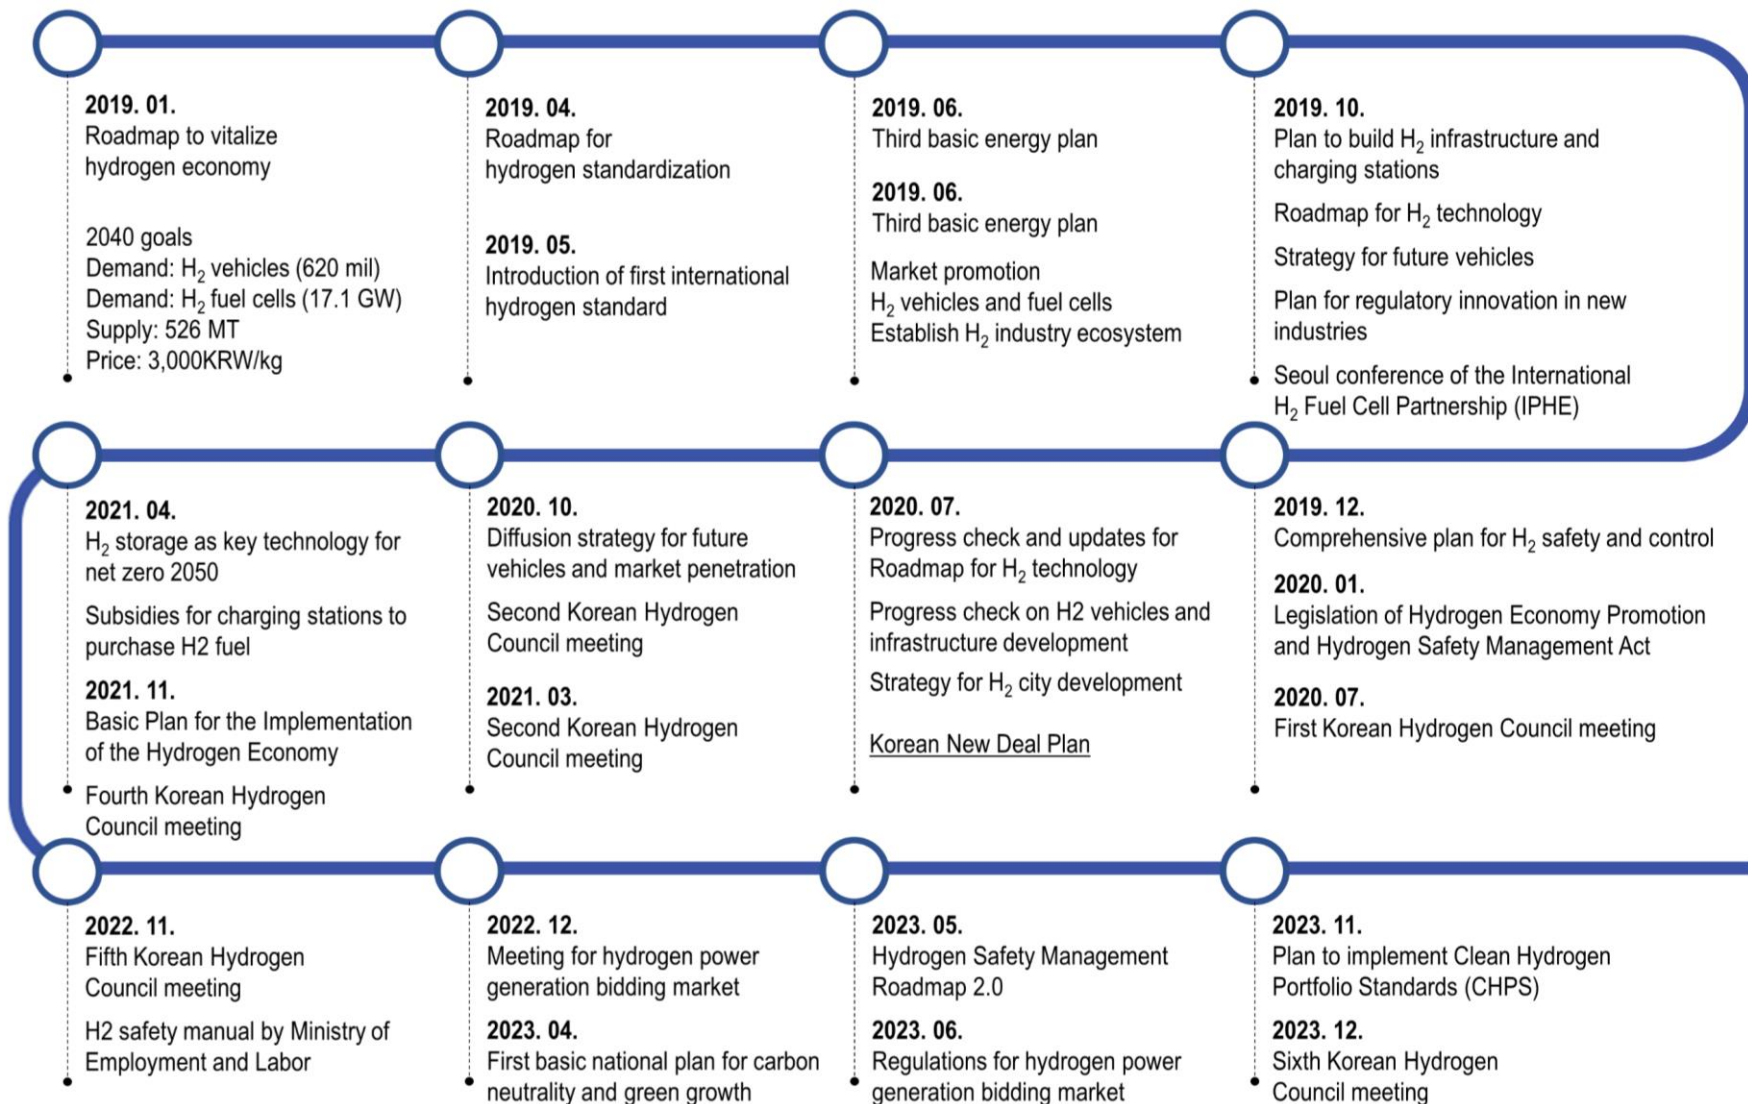 2019. 01.
Roadmap to vitalize
hydrogen economy
2040 goals
Demand: H₂ vehicles (620 mil)
Demand: H₂ fuel cells (17.1 GW)
Supply: 526 MT
Price: 3,000KRW/kg
2019. 04.
Roadmap for
hydrogen standardization
2019. 05.
Introduction of first international
hydrogen standard
2019. 06.
Third basic energy plan
2019. 06.
Third basic energy plan
Market promotion
H₂ vehicles and fuel cells
Establish H₂ industry ecosystem
2019. 10.
Plan to build H₂ infrastructure and
charging stations
Roadmap for H₂ technology
Strategy for future vehicles
Plan for regulatory innovation in new
industries
Seoul conference of the International
H₂ Fuel Cell Partnership (IPHE)
2019. 12.
Comprehensive plan for H₂ safety and control
2020. 01.
Legislation of Hydrogen Economy Promotion
and Hydrogen Safety Management Act
2020. 07.
First Korean Hydrogen Council meeting
2020. 07.
Progress check and updates for
Roadmap for H₂ technology
Progress check on H2 vehicles and
infrastructure development
Strategy for H₂ city development
Korean New Deal Plan
2020. 10.
Diffusion strategy for future
vehicles and market penetration
Second Korean Hydrogen
Council meeting
2021. 03.
Second Korean Hydrogen
Council meeting
2021. 04.
H₂ storage as key technology for
net zero 2050
Subsidies for charging stations to
purchase H2 fuel
2021. 11.
Basic Plan for the Implementation
of the Hydrogen Economy
Fourth Korean Hydrogen
Council meeting
2022. 11.
Fifth Korean Hydrogen
Council meeting
H2 safety manual by Ministry of
Employment and Labor
2022. 12.
Meeting for hydrogen power
generation bidding market
2023. 04.
First basic national plan for carbon
neutrality and green growth
2023. 05.
Hydrogen Safety Management
Roadmap 2.0
2023. 06.
Regulations for hydrogen power
generation bidding market
2023. 11.
Plan to implement Clean Hydrogen
Portfolio Standards (CHPS)
2023. 12.
Sixth Korean Hydrogen
Council meeting